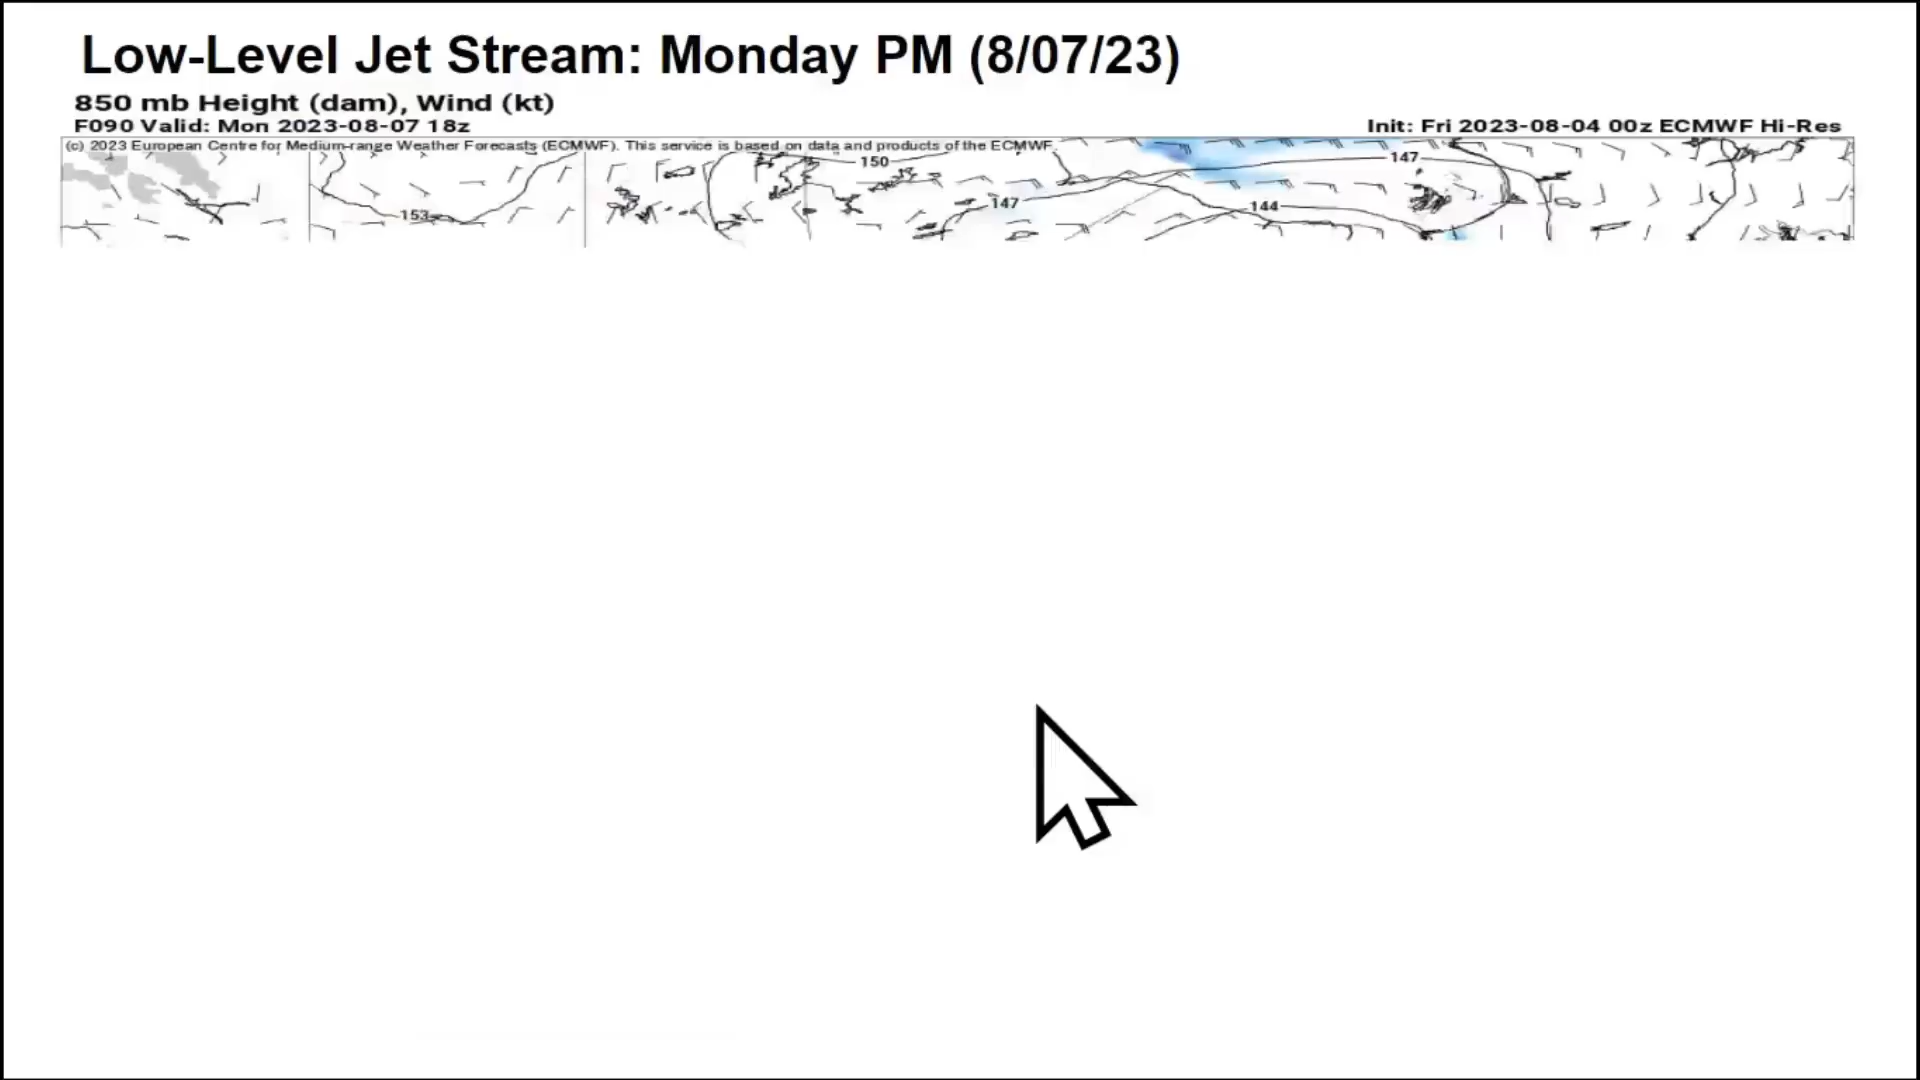 Low-Level Jet Stream: Monday PM (8/07/23)
850 mb Height (dam), Wind (kt)
F090 Valid: Mon 2023-08-07 18z
Init: Fri 2023-08-04 00z ECMWF Hi-Res
(c) 2023 European Centre for Medium-range Weather Forecasts (ECMWF). This service is based on data and products of the ECMWF.
150
147
153
147
144